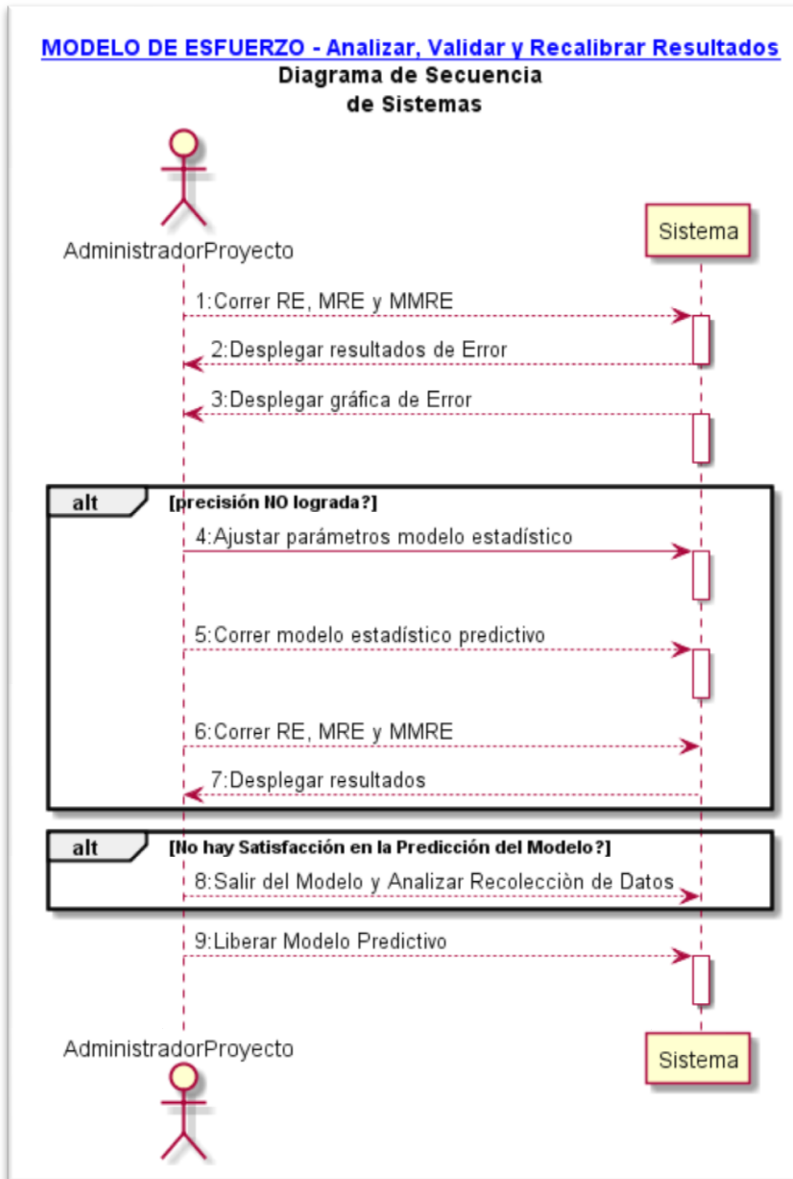 MODELO DE ESFUERZO - Analizar, Validar y Recalibrar Resultados
Diagrama de Secuencia
de Sistemas
AdministradorProyecto
Sistema
1:Correr RE, MRE y MMRE
2:Desplegar resultados de Error
3:Desplegar gráfica de Error
alt [precisión NO lograda?]
4:Ajustar parámetros modelo estadístico
5:Correr modelo estadístico predictivo
6:Correr RE, MRE y MMRE
7:Desplegar resultados
alt [No hay Satisfacción en la Predicción del Modelo?]
8:Salir del Modelo y Analizar Recolecciòn de Datos
9:Liberar Modelo Predictivo
AdministradorProyecto
Sistema